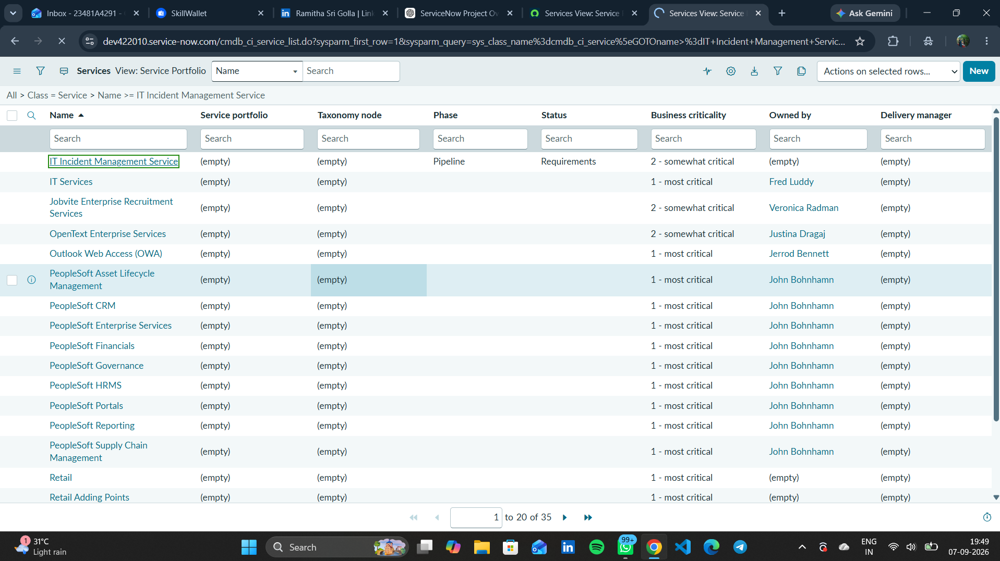 Inbox - 23481A4291 -
SkillWallet
Ramitha Sri Golla | Link
ServiceNow Project Ov
Services View: Service
Services View: Service
Ask Gemini
dev422010.service-now.com/cmdb_ci_service_list.do?sysparm_first_row=1&sysparm_query=sys_class_name%3dcmdb_ci_service%5eGOTOname>%3dIT+Incident+Management+Servic...
Services View: Service Portfolio Name Search Actions on selected rows... New
All > Class = Service > Name >= IT Incident Management Service
Name Service portfolio Taxonomy node Phase Status Business criticality Owned by Delivery manager
Search Search Search Search Search Search Search Search
IT Incident Management Service (empty) (empty) Pipeline Requirements 2 - somewhat critical (empty) (empty)
IT Services (empty) (empty) 1 - most critical Fred Luddy (empty)
Jobvite Enterprise Recruitment
Services (empty) (empty) 2 - somewhat critical Veronica Radman (empty)
OpenText Enterprise Services (empty) (empty) 2 - somewhat critical Justina Dragaj (empty)
Outlook Web Access (OWA) (empty) (empty) 1 - most critical Jerrod Bennett (empty)
PeopleSoft Asset Lifecycle
Management (empty) (empty) 1 - most critical John Bohnhamn (empty)
PeopleSoft CRM (empty) (empty) 1 - most critical John Bohnhamn (empty)
PeopleSoft Enterprise Services (empty) (empty) 1 - most critical John Bohnhamn (empty)
PeopleSoft Financials (empty) (empty) 1 - most critical John Bohnhamn (empty)
PeopleSoft Governance (empty) (empty) 1 - most critical John Bohnhamn (empty)
PeopleSoft HRMS (empty) (empty) 1 - most critical John Bohnhamn (empty)
PeopleSoft Portals (empty) (empty) 1 - most critical John Bohnhamn (empty)
PeopleSoft Reporting (empty) (empty) 1 - most critical John Bohnhamn (empty)
PeopleSoft Supply Chain
Management (empty) (empty) 1 - most critical John Bohnhamn (empty)
Retail (empty) (empty) 1 - most critical (empty) (empty)
Retail Adding Points (empty) (empty) 1 - most critical (empty) (empty)
1 to 20 of 35
1 31°C
Light rain
Search
99+
ENG
IN
19:49
07-09-2026